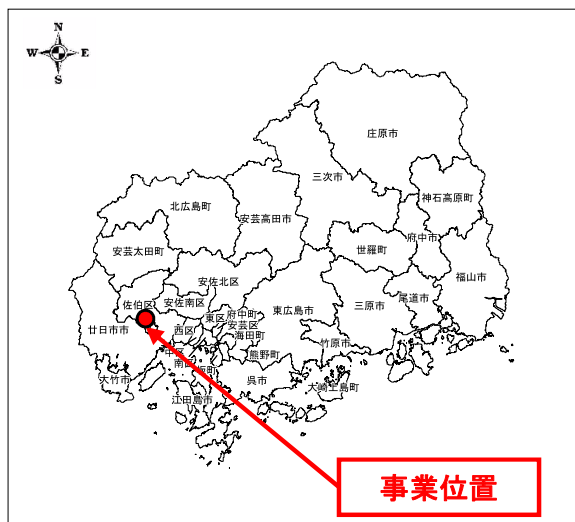 N
W E
S
庄原市
三次市
神石高原町
北広島町
安芸高田市
府中市
世羅町
安芸太田町
福山市
安佐北区
尾道市
三原市
東広島市
佐伯区
安佐南区
府中町
東区
安芸区
廿日市市
西区
海田町
竹原市
中区
熊野町
南区
坂町
呉市
大竹市
大崎上島町
江田島市
事業位置